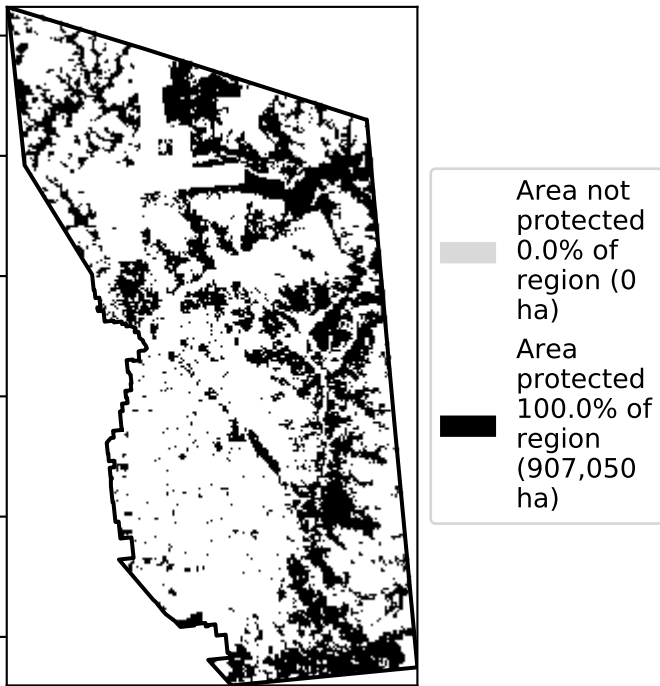 Area not
protected
0.0% of
region (0
ha)
Area
protected
100.0% of
region
(907,050
ha)